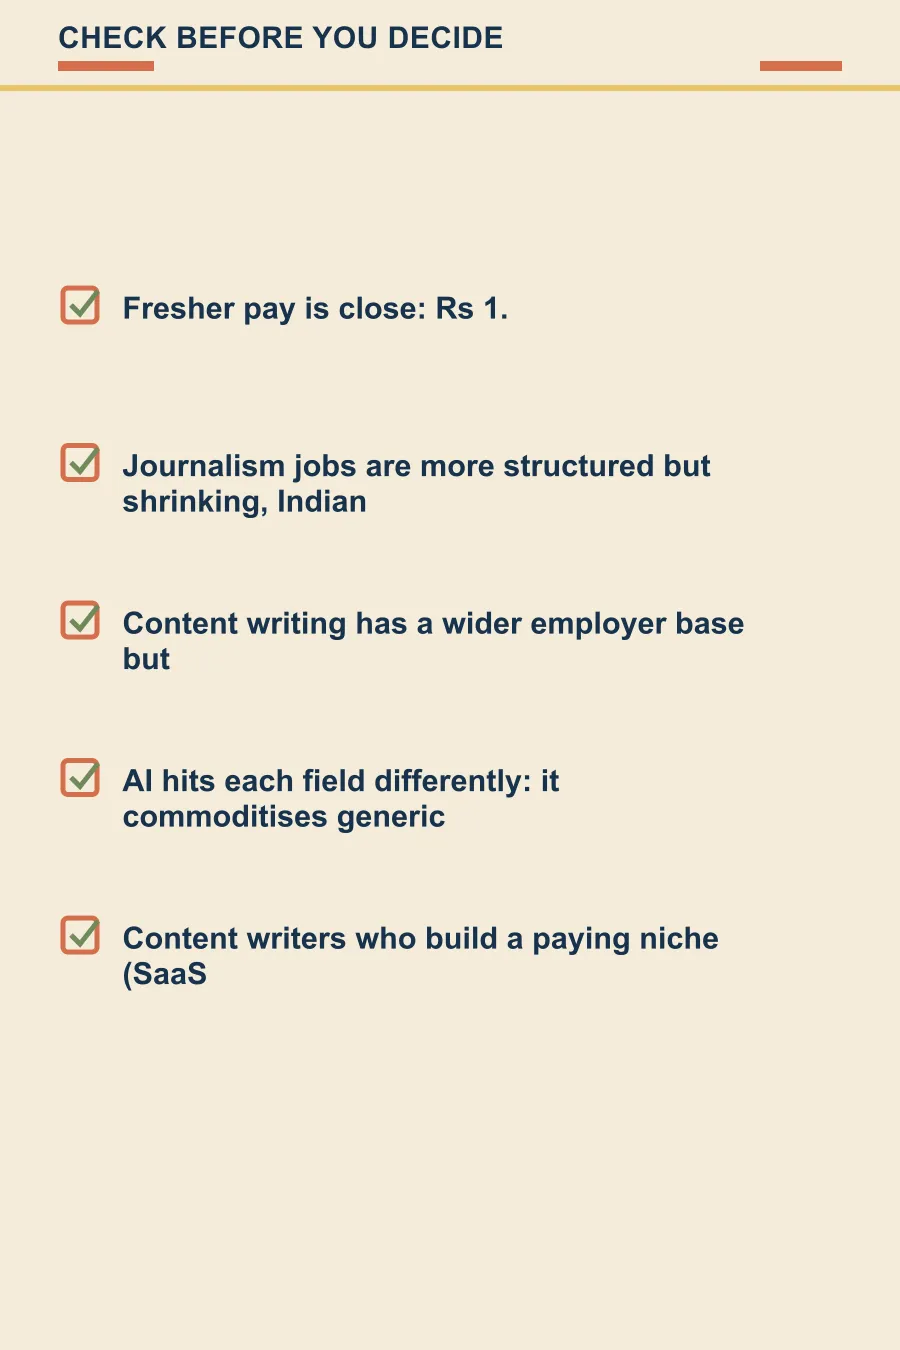 CHECK BEFORE YOU DECIDE
Fresher pay is close: Rs 1.
Journalism jobs are more structured but
shrinking, Indian
Content writing has a wider employer base
but
AI hits each field differently: it
commoditises generic
Content writers who build a paying niche
(SaaS